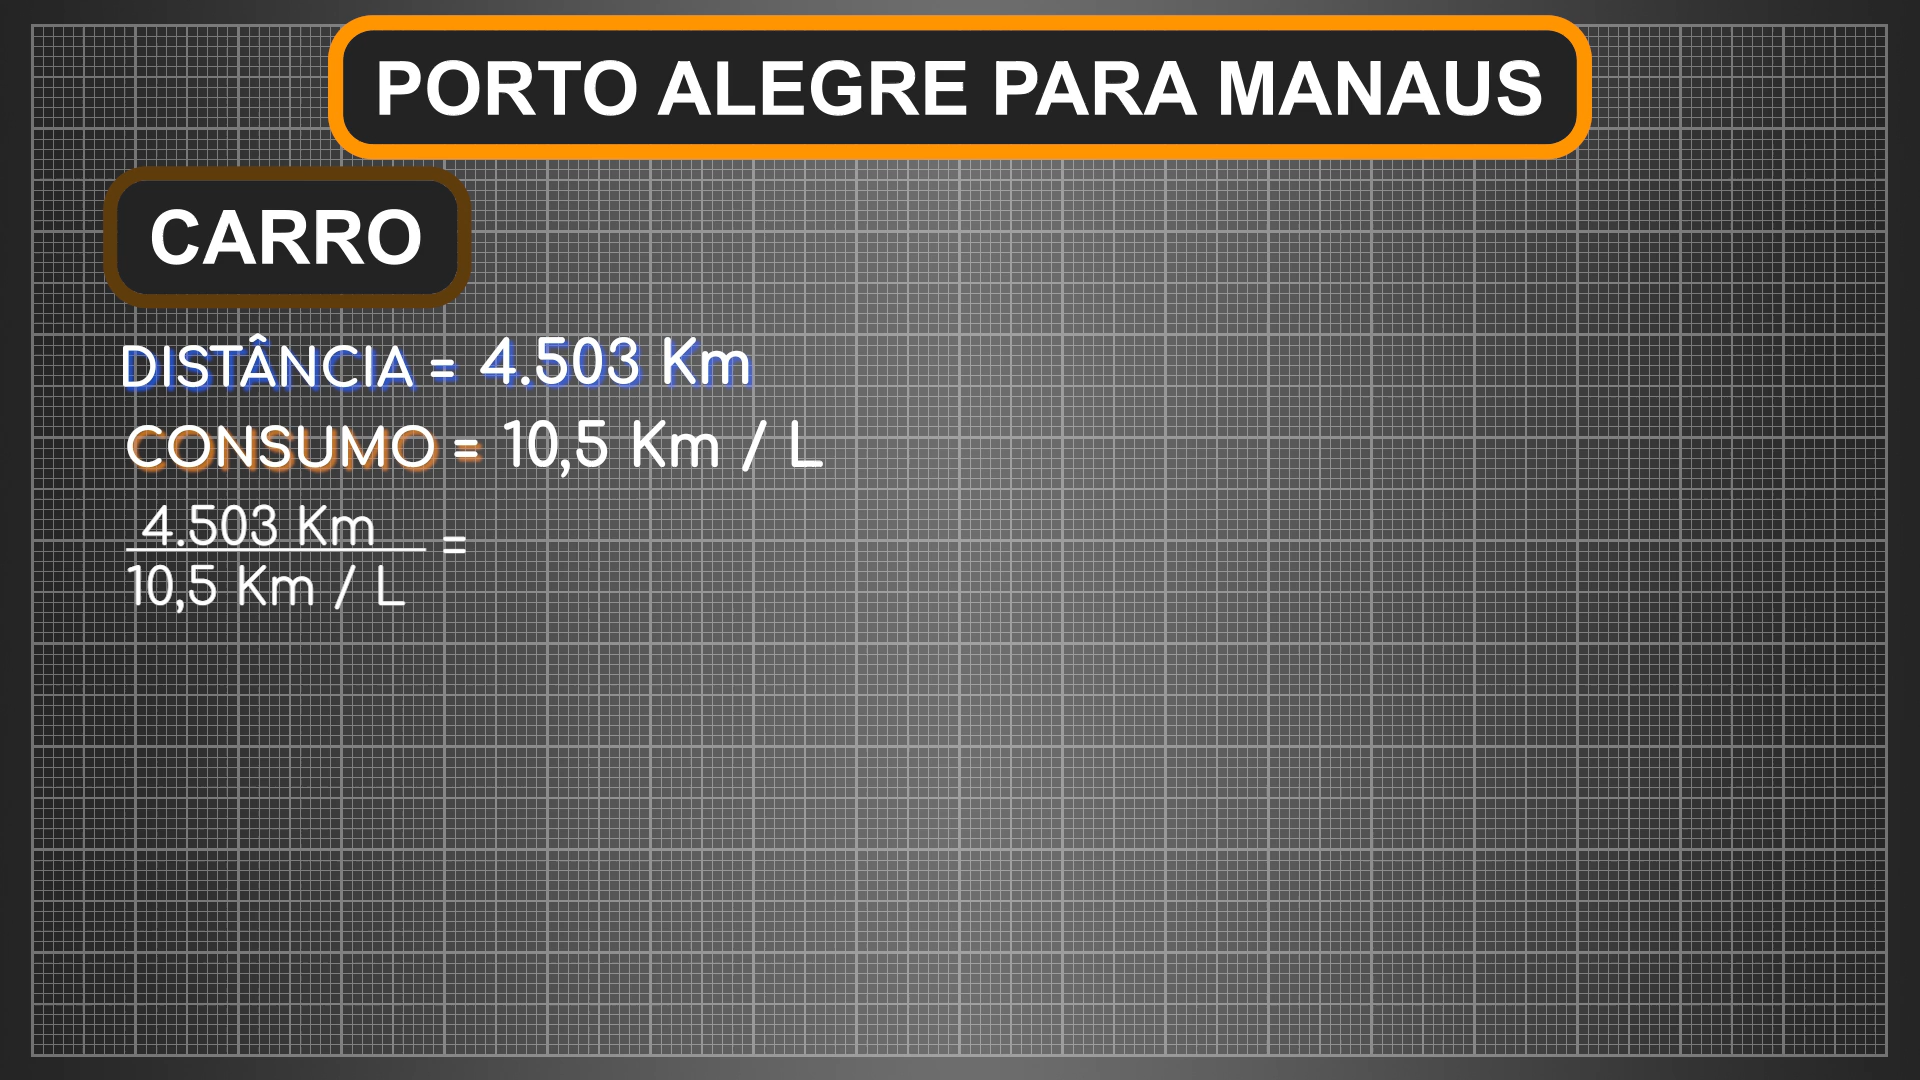 PORTO ALEGRE PARA MANAUS
CARRO
DISTÂNCIA = 4.503 Km
CONSUMO = 10,5 Km / L
4.503 Km
=
10,5 Km / L